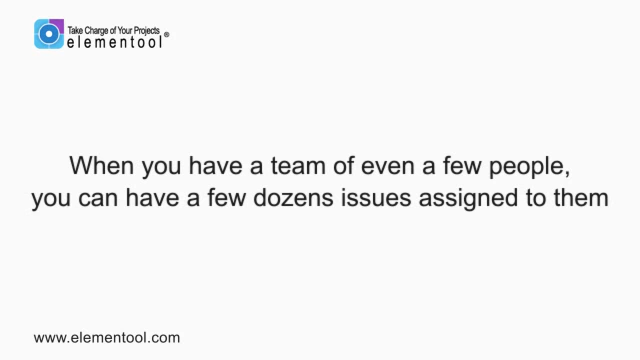 Take Charge of Your Projects
elementool®
When you have a team of even a few people,
you can have a few dozens issues assigned to them
www.elementool.com